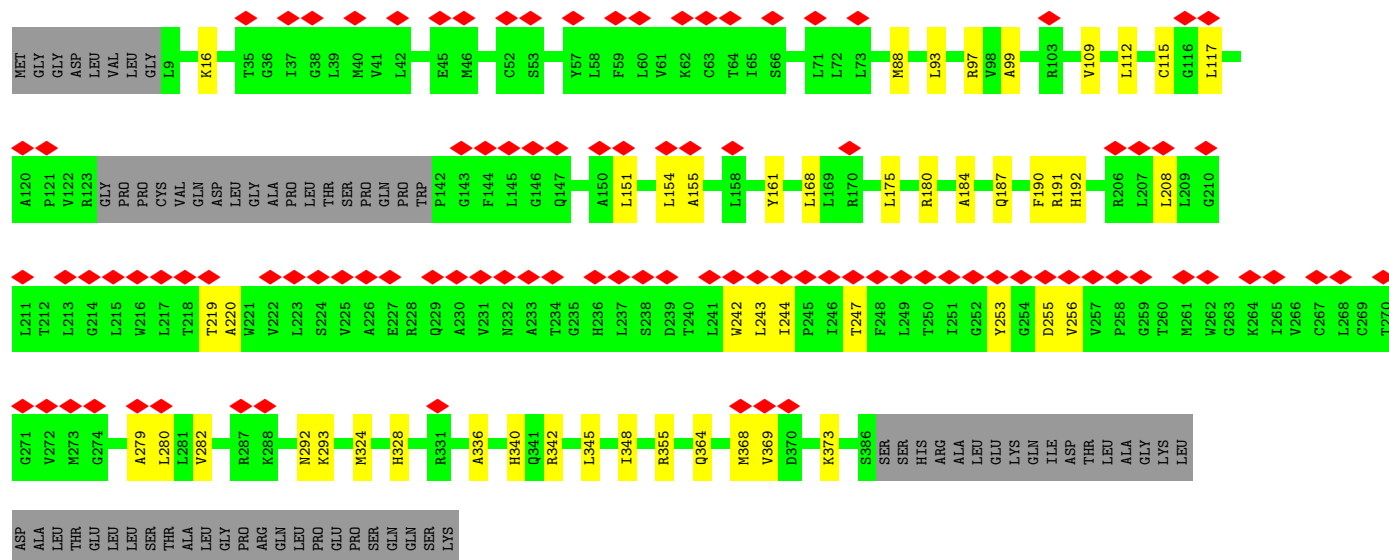 MET GLY GLY ASP LEU VAL LEU GLY L9 K16 T35 G36 I37 G38 L39 M40 V41 L42 E45 M46 C52 S53 Y57 L58 F59 L60 V61 K62 C63 T64 I65 S66 L71 L72 L73 M88 L93 R97 V98 A99 R103 V109 L112 C115 G116 L117
A120 P121 V122 R123 GLY PRO PRO CYS VAL GLN ASP LEU GLY ALA PRO LEU THR SER PRO GLN PRO TRP P142 G143 F144 L145 G146 Q147 A150 L151 L154 A155 L158 Y161 L168 L169 R170 L175 R180 A184 Q187 F190 R191 H192 R206 L207 L208 L209 G210
L211 T212 L213 G214 L215 W216 L217 T218 T219 A220 W221 V222 L223 S224 V225 A226 E227 R228 Q229 A230 V231 N232 A233 T234 G235 H236 L237 S238 D239 T240 L241 W242 L243 I244 P245 I246 T247 F248 L249 T250 I251 G252 Y253 G254 D255 V256 V257 P258 G259 T260 M261 W262 G263 K264 I265 V266 C267 L268 C269 T270
G271 V272 M273 G274 A279 L280 L281 V282 R287 K288 N292 K293 M324 H328 R331 A336 H340 Q341 R342 L345 I348 R355 Q364 M368 V369 D370 K373 S386 SER SER HIS ARG ALA LEU GLU LYS GLN ILE ASP THR LEU ALA GLY LYS LEU
ASP ALA LEU THR GLU LEU LEU SER THR ALA LEU GLY PRO ARG GLN LEU PRO GLU PRO SER GLN GLN SER LYS